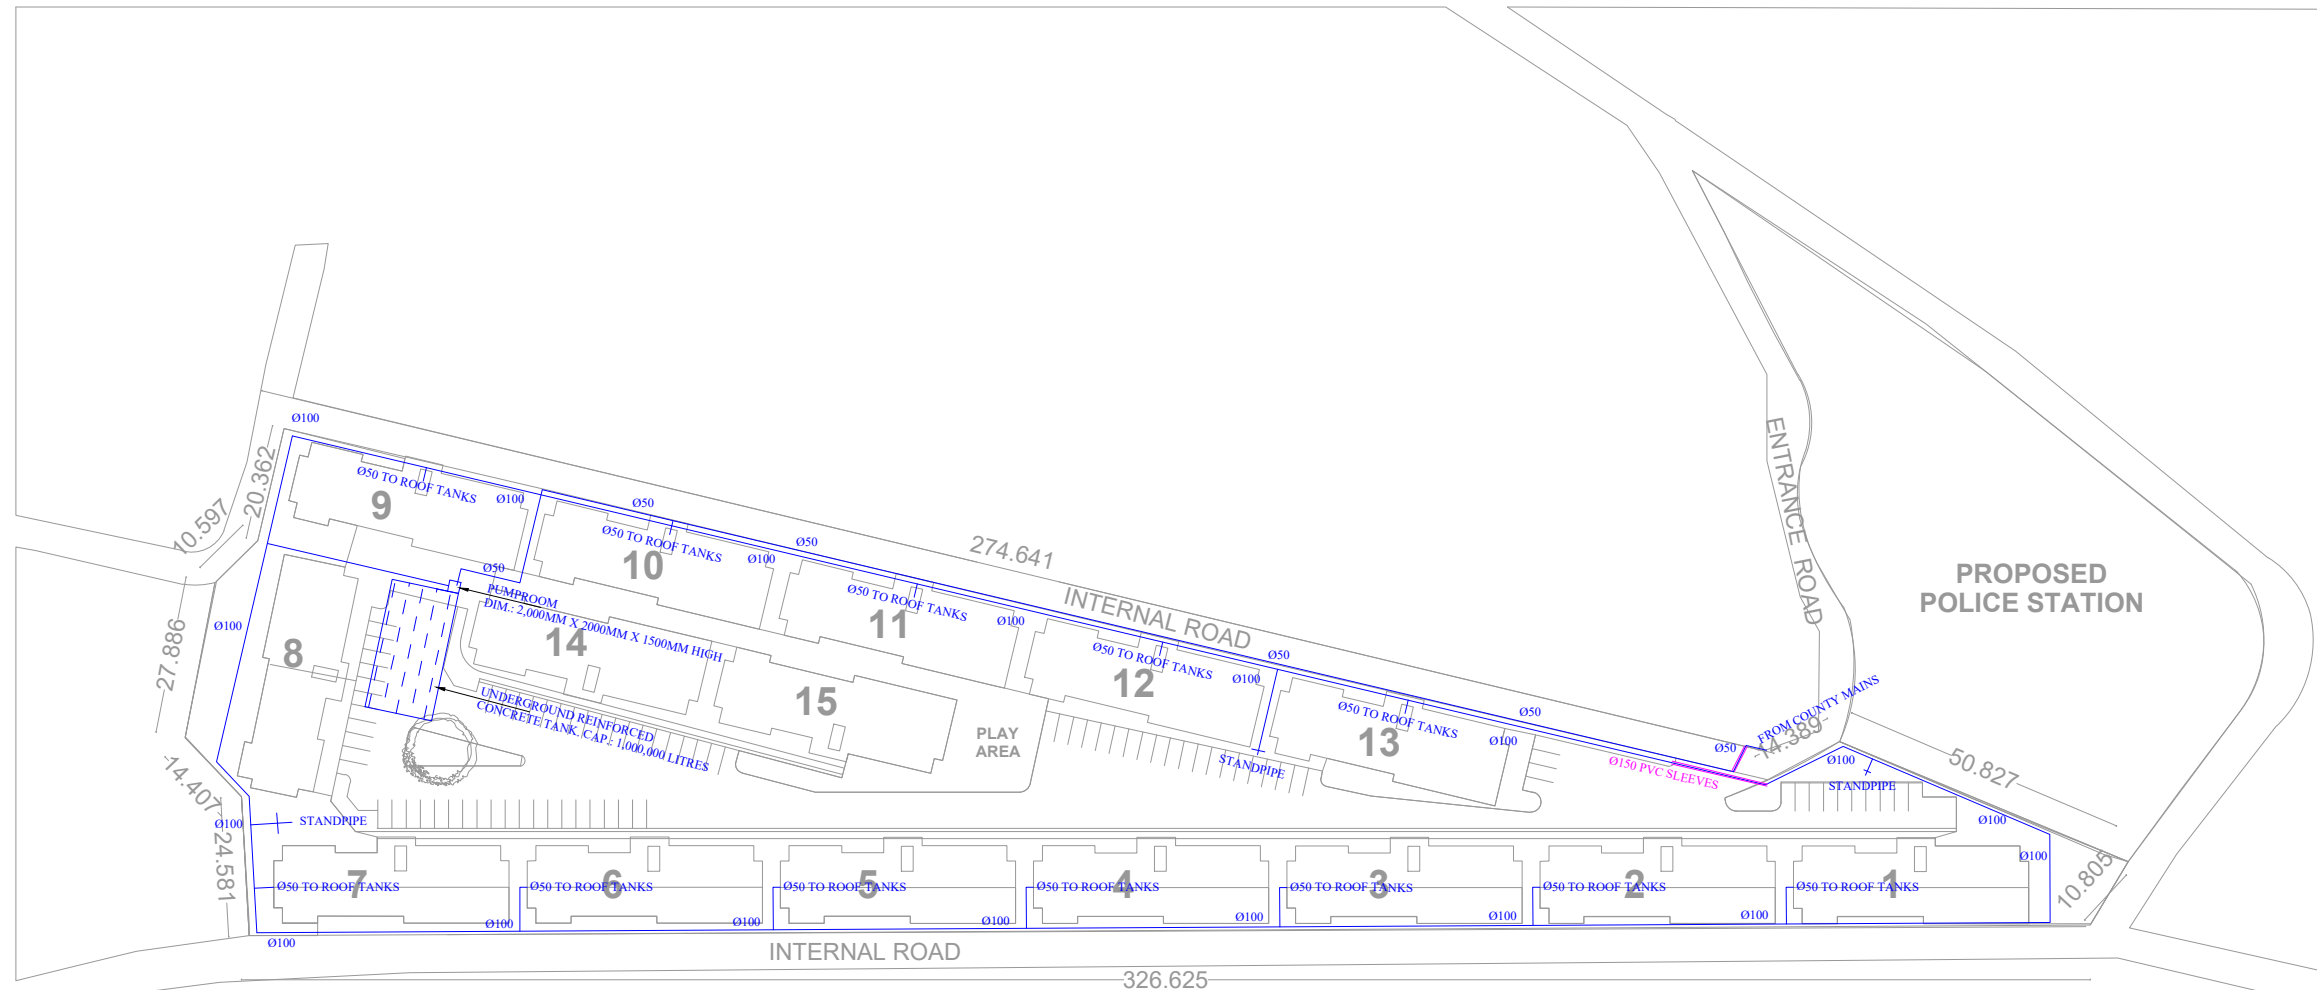 Ø100
20.362
10.597
Ø50 TO ROOF TANKS
9
Ø100
Ø50
Ø50 TO ROOF TANKS
10
Ø50
Ø100
274.641
INTERNAL ROAD
Ø50 TO ROOF TANKS
11
Ø100
Ø50
Ø50 TO ROOF TANKS
12
Ø100
Ø50 TO ROOF TANKS
13
Ø50
Ø100
ENTRANCE ROAD
PROPOSED
POLICE STATION
FROM COUNTY MAINS
Ø50
14.389
Ø150 PVC SLEEVES
50.827
Ø100
STANDPIPE
Ø100
Ø100
10.805
Ø50
PUMPROOM
DIM.: 2,000MM X 2000MM X 1500MM HIGH
14
15
UNDERGROUND REINFORCED
CONCRETE TANK. CAP.: 1,000,000 LITRES
PLAY
AREA
STANDPIPE
Ø100
8
27.886
14.407
24.581
Ø100
STANDPIPE
Ø50 TO ROOF TANKS
7
Ø50 TO ROOF TANKS
6
Ø50 TO ROOF TANKS
5
Ø50 TO ROOF TANKS
4
Ø50 TO ROOF TANKS
3
Ø50 TO ROOF TANKS
2
Ø50 TO ROOF TANKS
1
Ø100
Ø100
Ø100
Ø100
Ø100
Ø100
Ø100
INTERNAL ROAD
326.625